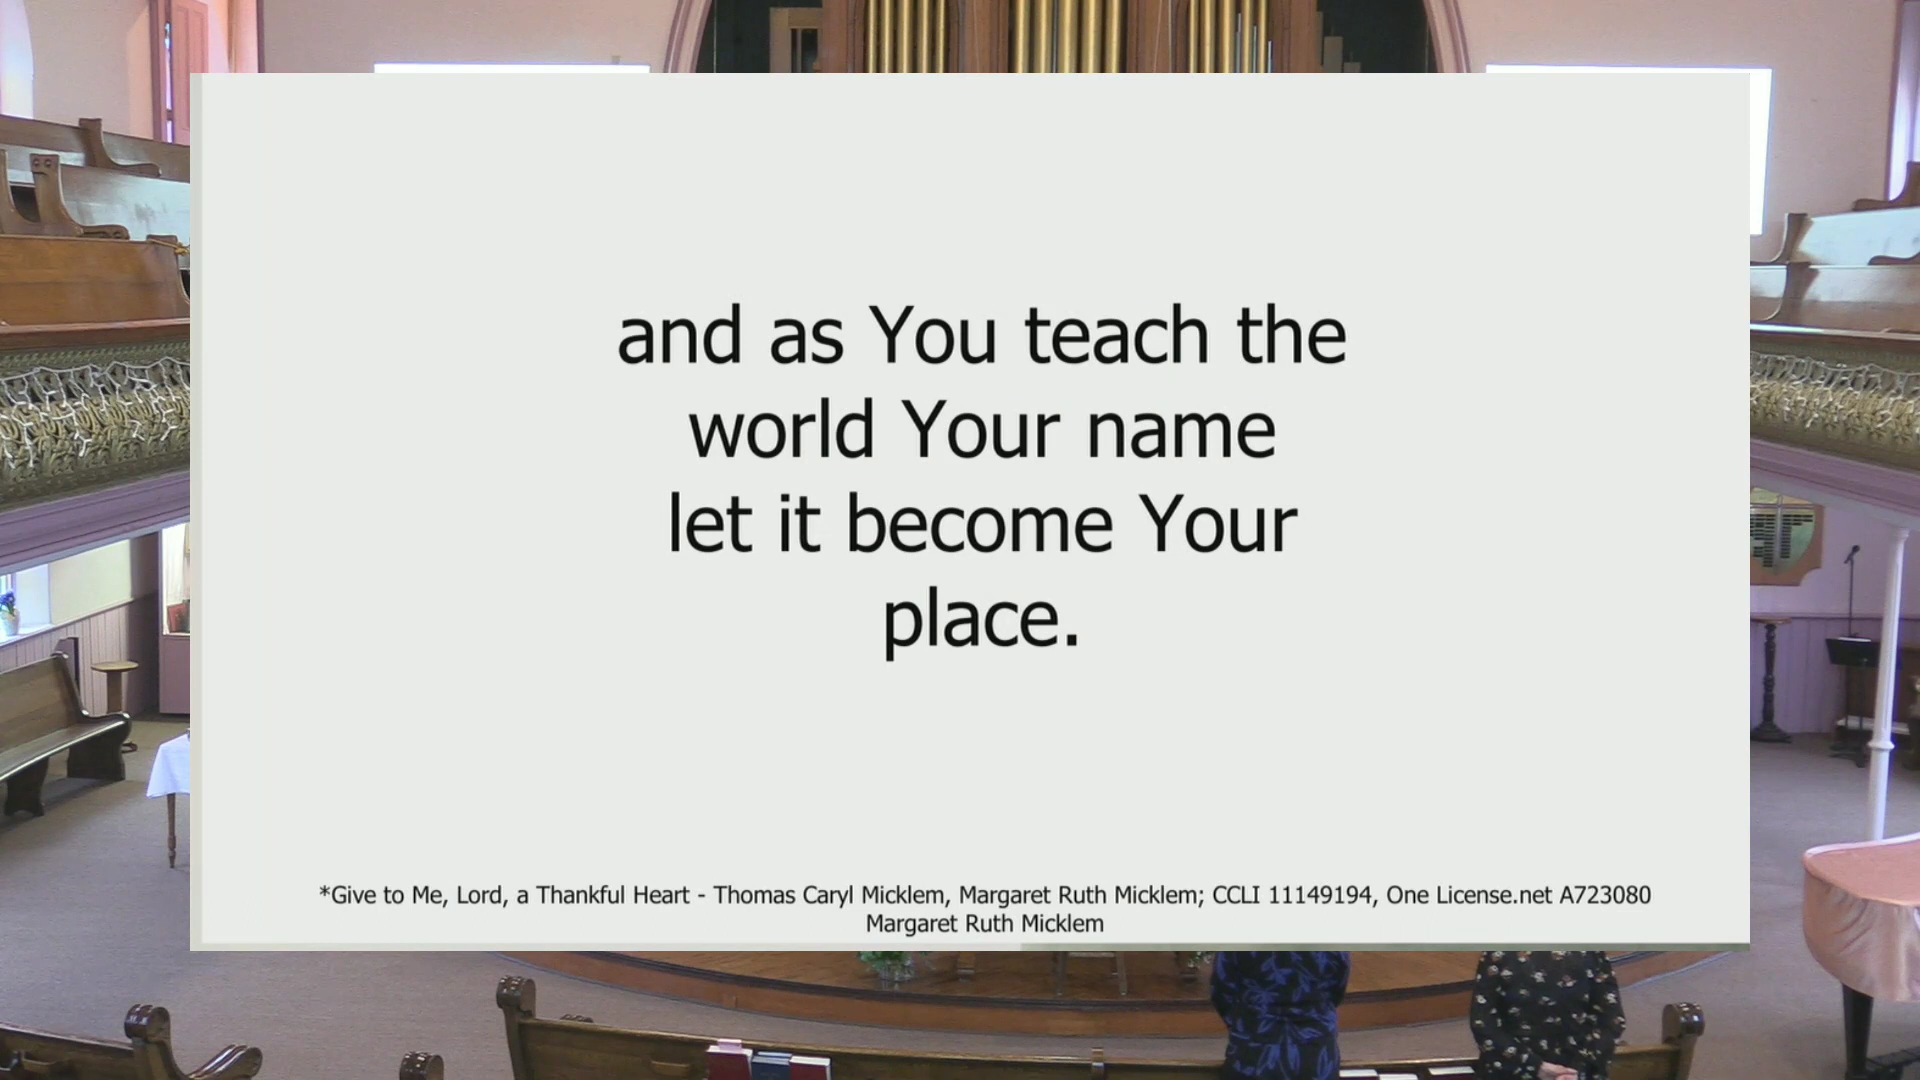 and as You teach the
world Your name
let it become Your
place.
*Give to Me, Lord, a Thankful Heart - Thomas Caryl Micklem, Margaret Ruth Micklem; CCLI 11149194, One License.net A723080
Margaret Ruth Micklem